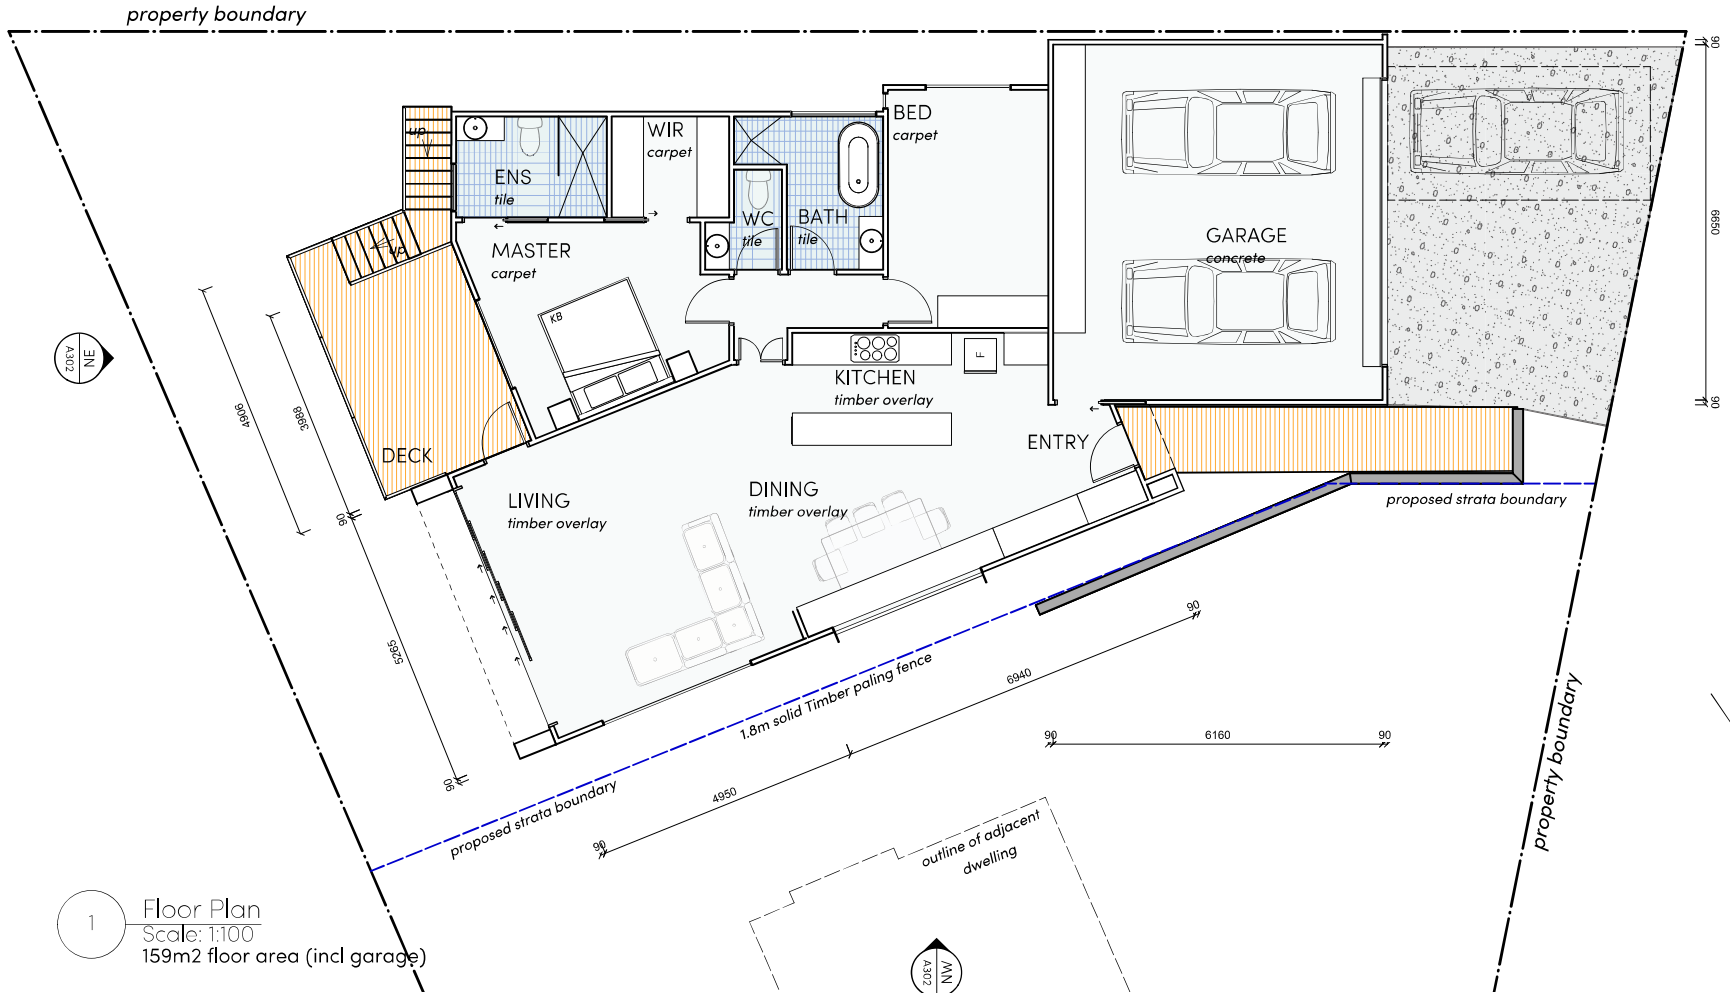 property boundary
90
up
ENS
tile
WIR
carpet
BED
carpet
WC
tile
BATH
tile
MASTER
carpet
GARAGE
concrete
6650
up
KB
NE
A302
4906
3988
F
KITCHEN
timber overlay
90
DECK
ENTRY
LIVING
timber overlay
DINING
timber overlay
proposed strata boundary
90
5265
90
90
6940
1.8m solid Timber paling fence
90
6160
90
property boundary
4950
90
proposed strata boundary
outline of adjacent
dwelling
1
Floor Plan
Scale: 1:100
159m2 floor area (incl garage)
NW
A302